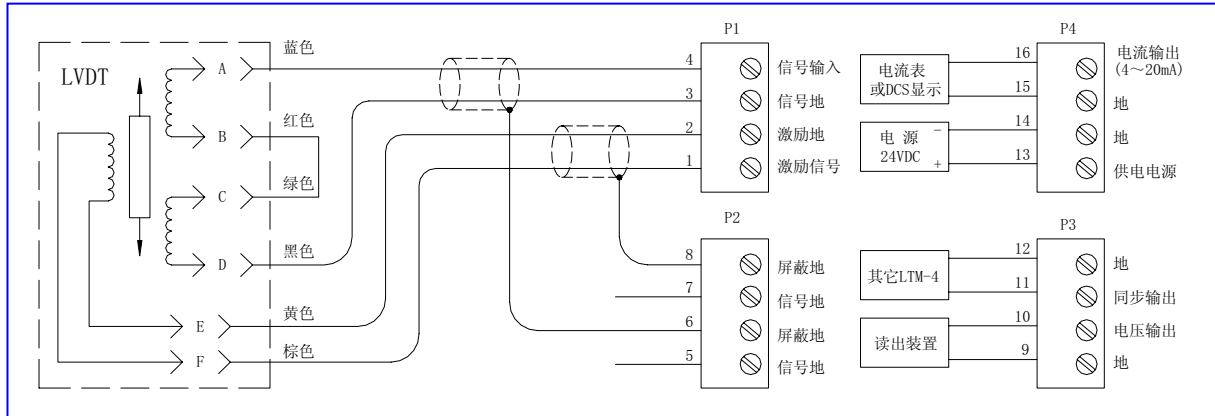 LVDT
A
B
C
D
E
F
蓝色
红色
绿色
黑色
黄色
棕色
P1
4
信号输入
3
信号地
2
激励地
1
激励信号
P2
8
屏蔽地
7
信号地
6
屏蔽地
5
信号地
P4
电流表
或DCS显示
16
电流输出
(4～20mA)
15
地
电 源
24VDC
−
+
14
地
13
供电电源
P3
其它LTM-4
12
地
11
同步输出
读出装置
10
电压输出
9
地